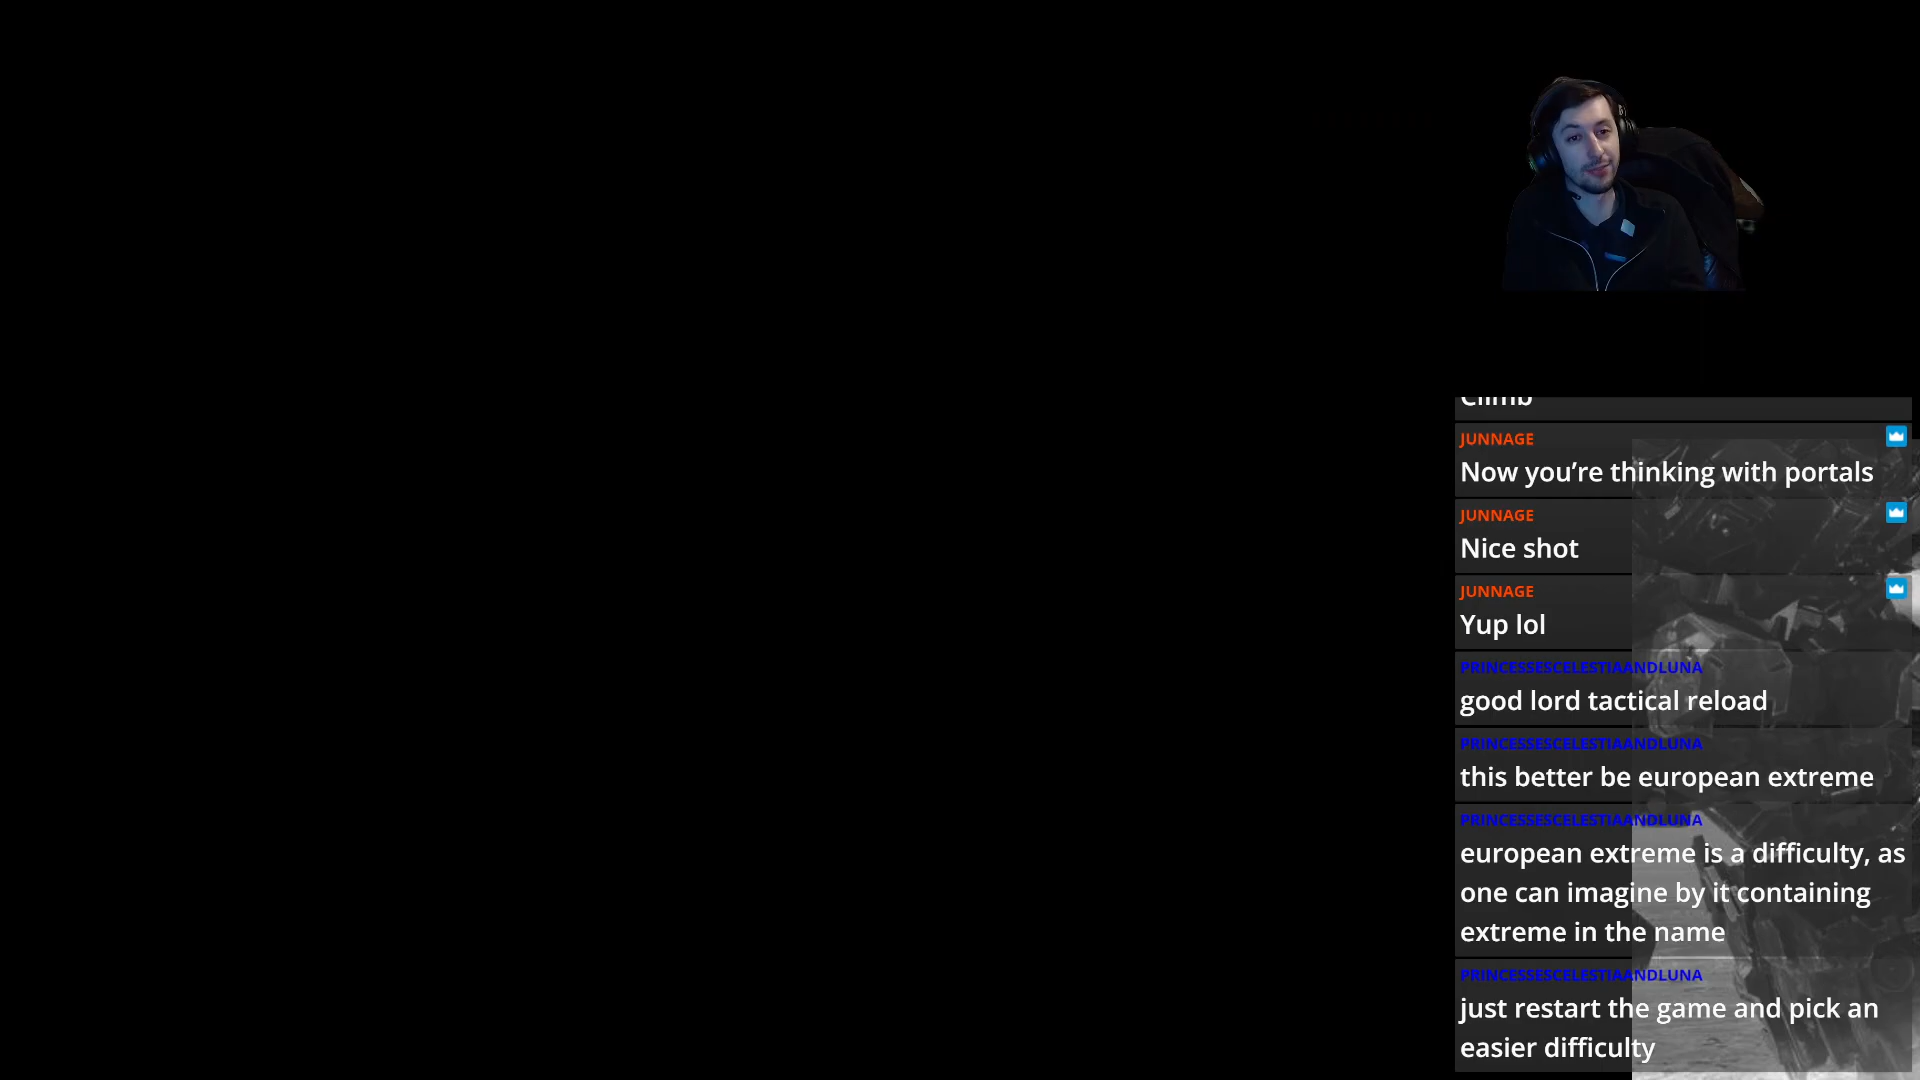 Climb
JUNNAGE
Now you’re thinking with portals
JUNNAGE
Nice shot
JUNNAGE
Yup lol
PRINCESSESCELESTIAANDLUNA
good lord tactical reload
PRINCESSESCELESTIAANDLUNA
this better be european extreme
PRINCESSESCELESTIAANDLUNA
european extreme is a difficulty, as
one can imagine by it containing
extreme in the name
PRINCESSESCELESTIAANDLUNA
just restart the game and pick an
easier difficulty